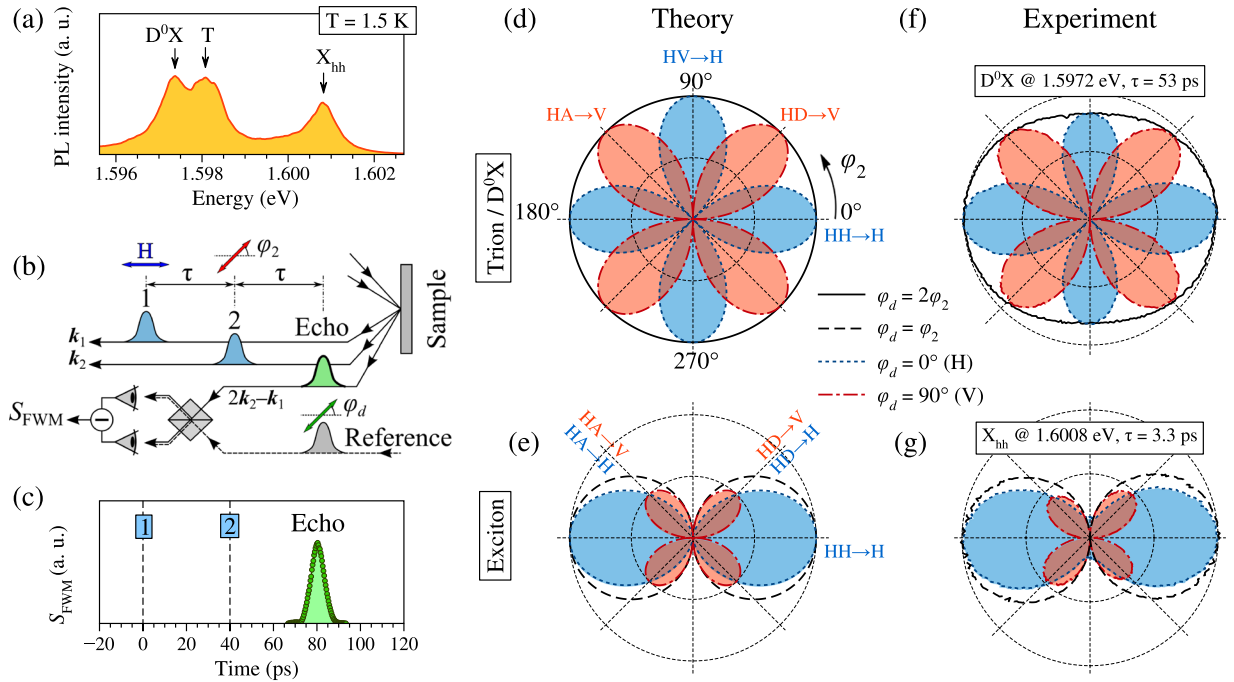 (a)
T = 1.5 K
D⁰X
T
X_hh
PL intensity (a. u.)
1.596
1.598
1.600
1.602
Energy (eV)
(b)
H
φ₂
τ
τ
1
2
Echo
Sample
k₁
k₂
2k₂–k₁
φ_d
S_FWM
Reference
(c)
1
2
Echo
S_FWM (a. u.)
−20
0
20
40
60
80
100
120
Time (ps)
(d)
Theory
HV→H
90°
HA→V
HD→V
φ₂
180°
0°
HH→H
270°
Trion / D⁰X
φ_d = 2φ₂
φ_d = φ₂
φ_d = 0° (H)
φ_d = 90° (V)
(e)
HA→V
HA→H
HD→V
HD→H
HH→H
Exciton
(f)
Experiment
D⁰X @ 1.5972 eV, τ = 53 ps
(g)
X_hh @ 1.6008 eV, τ = 3.3 ps